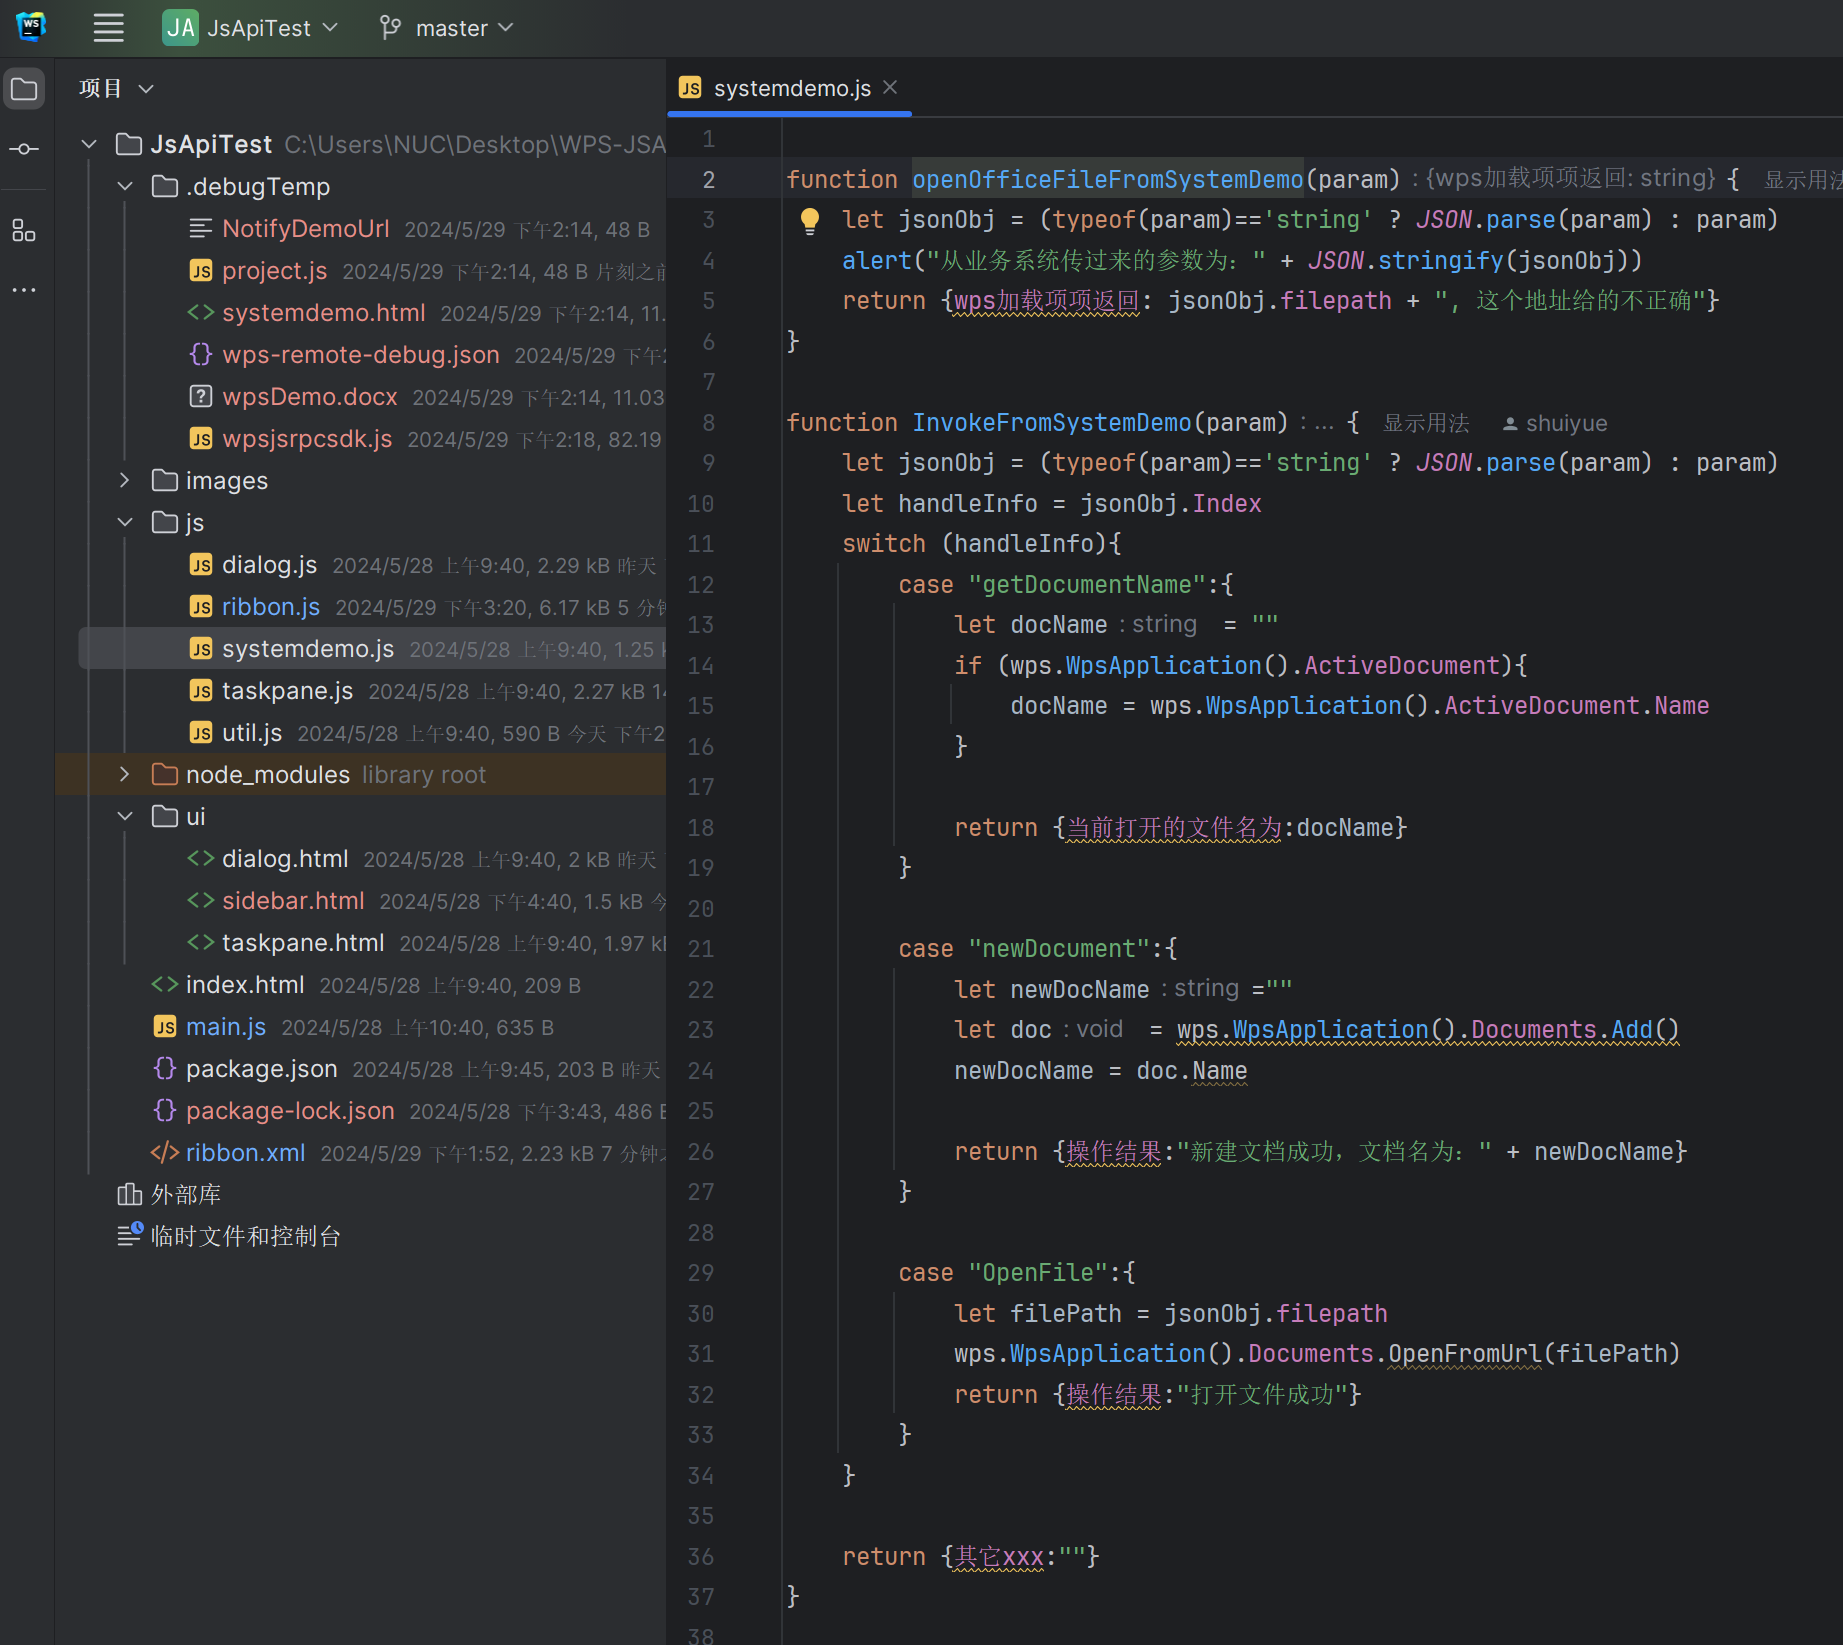 WS
JA JsApiTest
master
项目
JsApiTest C:\Users\NUC\Desktop\WPS-JSA
.debugTemp
NotifyDemoUrl 2024/5/29 下午2:14, 48 B
JS project.js 2024/5/29 下午2:14, 48 B 片刻之前
systemdemo.html 2024/5/29 下午2:14, 11.
wps-remote-debug.json 2024/5/29 下午2
wpsDemo.docx 2024/5/29 下午2:14, 11.03
JS wpsjsrpcsdk.js 2024/5/29 下午2:18, 82.19
images
js
JS dialog.js 2024/5/28 上午9:40, 2.29 kB 昨天
JS ribbon.js 2024/5/29 下午3:20, 6.17 kB 5 分钟
JS systemdemo.js 2024/5/28 上午9:40, 1.25 k
JS taskpane.js 2024/5/28 上午9:40, 2.27 kB 14
JS util.js 2024/5/28 上午9:40, 590 B 今天 下午2
node_modules library root
ui
dialog.html 2024/5/28 上午9:40, 2 kB 昨天
sidebar.html 2024/5/28 下午4:40, 1.5 kB 今
taskpane.html 2024/5/28 上午9:40, 1.97 kB
index.html 2024/5/28 上午9:40, 209 B
JS main.js 2024/5/28 上午10:40, 635 B
package.json 2024/5/28 上午9:45, 203 B 昨天
package-lock.json 2024/5/28 下午3:43, 486 B
ribbon.xml 2024/5/29 下午1:52, 2.23 kB 7 分钟
外部库
临时文件和控制台
JS systemdemo.js
1
2 function openOfficeFileFromSystemDemo(param) : {wps加载项项返回: string} { 显示用法
3 let jsonObj = (typeof(param)=='string' ? JSON.parse(param) : param)
4 alert("从业务系统传过来的参数为：" + JSON.stringify(jsonObj))
5 return {wps加载项项返回: jsonObj.filepath + ", 这个地址给的不正确"}
6 }
7
8 function InvokeFromSystemDemo(param) : ... { 显示用法 shuiyue
9 let jsonObj = (typeof(param)=='string' ? JSON.parse(param) : param)
10 let handleInfo = jsonObj.Index
11 switch (handleInfo){
12 case "getDocumentName":{
13 let docName : string = ""
14 if (wps.WpsApplication().ActiveDocument){
15 docName = wps.WpsApplication().ActiveDocument.Name
16 }
17
18 return {当前打开的文件名为:docName}
19 }
20
21 case "newDocument":{
22 let newDocName : string =""
23 let doc : void = wps.WpsApplication().Documents.Add()
24 newDocName = doc.Name
25
26 return {操作结果:"新建文档成功，文档名为：" + newDocName}
27 }
28
29 case "OpenFile":{
30 let filePath = jsonObj.filepath
31 wps.WpsApplication().Documents.OpenFromUrl(filePath)
32 return {操作结果:"打开文件成功"}
33 }
34 }
35
36 return {其它xxx:""}
37 }
38